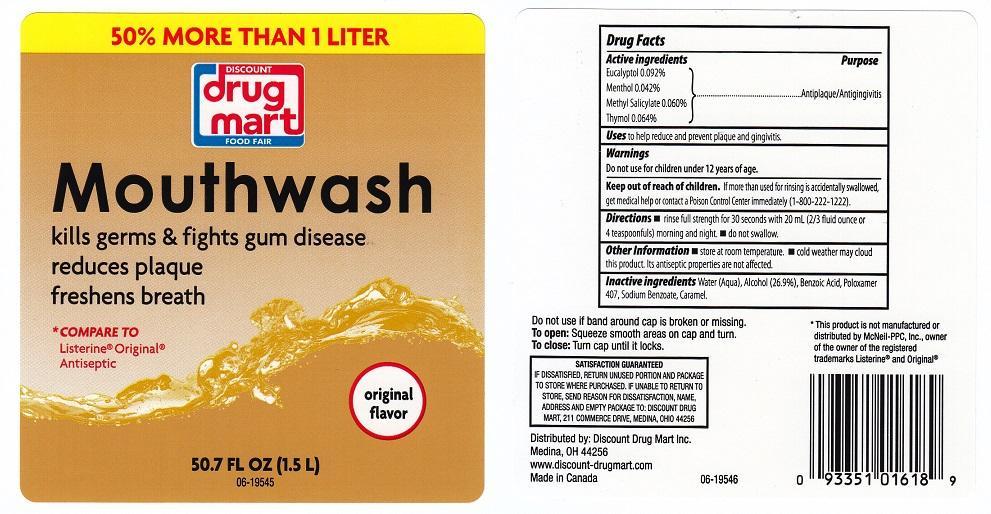 50% MORE THAN 1 LITER
DISCOUNT
drug
mart
FOOD FAIR
Mouthwash
kills germs & fights gum disease
reduces plaque
freshens breath
*COMPARE TO
Listerine® Original®
Antiseptic
original
flavor
50.7 FL OZ (1.5 L)
06-19545
Drug Facts
Active ingredients Purpose
Eucalyptol 0.092%
Menthol 0.042%
Methyl Salicylate 0.060%
Thymol 0.064%
Antiplaque/Antigingivitis
Uses to help reduce and prevent plaque and gingivitis.
Warnings
Do not use for children under 12 years of age.
Keep out of reach of children. If more than used for rinsing is accidentally swallowed,
get medical help or contact a Poison Control Center immediately (1-800-222-1222).
Directions ■ rinse full strength for 30 seconds with 20 mL (2/3 fluid ounce or
4 teaspoonfuls) morning and night. ■ do not swallow.
Other Information ■ store at room temperature. ■ cold weather may cloud
this product. Its antiseptic properties are not affected.
Inactive ingredients Water (Aqua), Alcohol (26.9%), Benzoic Acid, Poloxamer
407, Sodium Benzoate, Caramel.
Do not use if band around cap is broken or missing.
To open: Squeeze smooth areas on cap and turn.
To close: Turn cap until it locks.
SATISFACTION GUARANTEED
IF DISSATISFIED, RETURN UNUSED PORTION AND PACKAGE
TO STORE WHERE PURCHASED. IF UNABLE TO RETURN TO
STORE, SEND REASON FOR DISSATISFACTION, NAME,
ADDRESS AND EMPTY PACKAGE TO: DISCOUNT DRUG
MART, 211 COMMERCE DRIVE, MEDINA, OHIO 44256
Distributed by: Discount Drug Mart Inc.
Medina, OH 44256
www.discount-drugmart.com
Made in Canada
06-19546
* This product is not manufactured or
distributed by McNeil-PPC, Inc., owner
of the owner of the registered
trademarks Listerine® and Original®
0 93351 01618 9